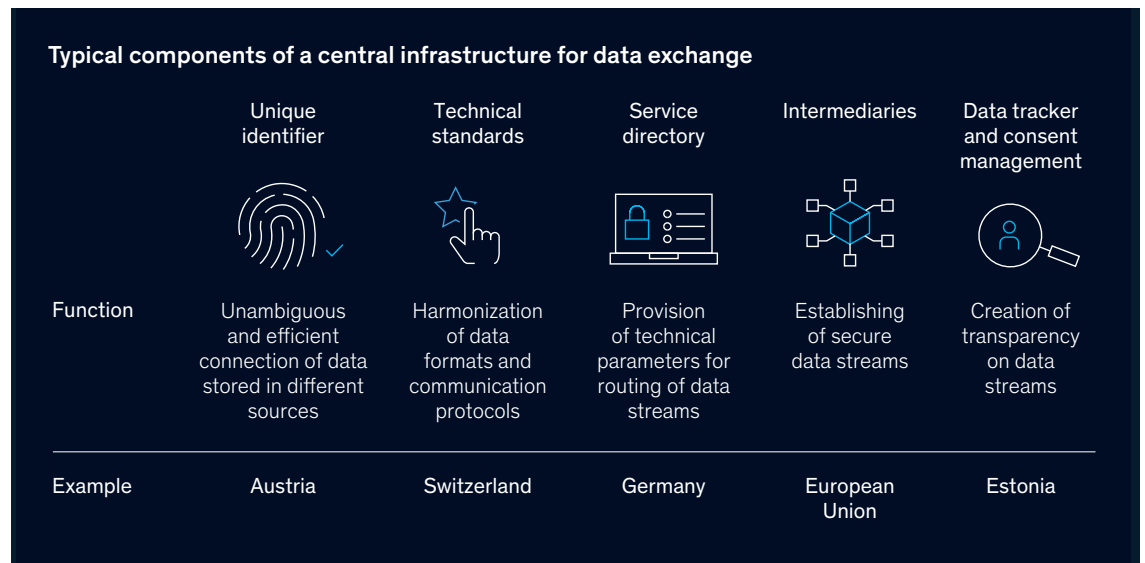 Typical components of a central infrastructure for data exchange
Unique
identifier
Technical
standards
Service
directory
Intermediaries
Data tracker
and consent
management
Function
Unambiguous
and efficient
connection of data
stored in different
sources
Harmonization
of data
formats and
communication
protocols
Provision
of technical
parameters for
routing of data
streams
Establishing
of secure
data streams
Creation of
transparency
on data
streams
Example
Austria
Switzerland
Germany
European
Union
Estonia